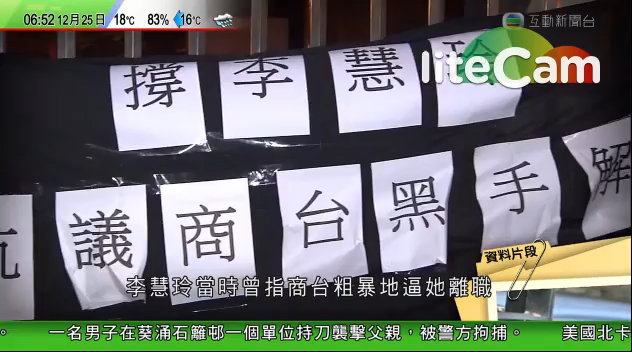 06:52 12月25日 18℃ 83% 16℃
互動新聞台
liteCam
撐李慧
議商台黑手解
資料片段
李慧玲當時曾指商台粗暴地逼她離職
。 一名男子在葵涌石籬邨一個單位持刀襲擊父親，被警方拘捕。 美國北卡